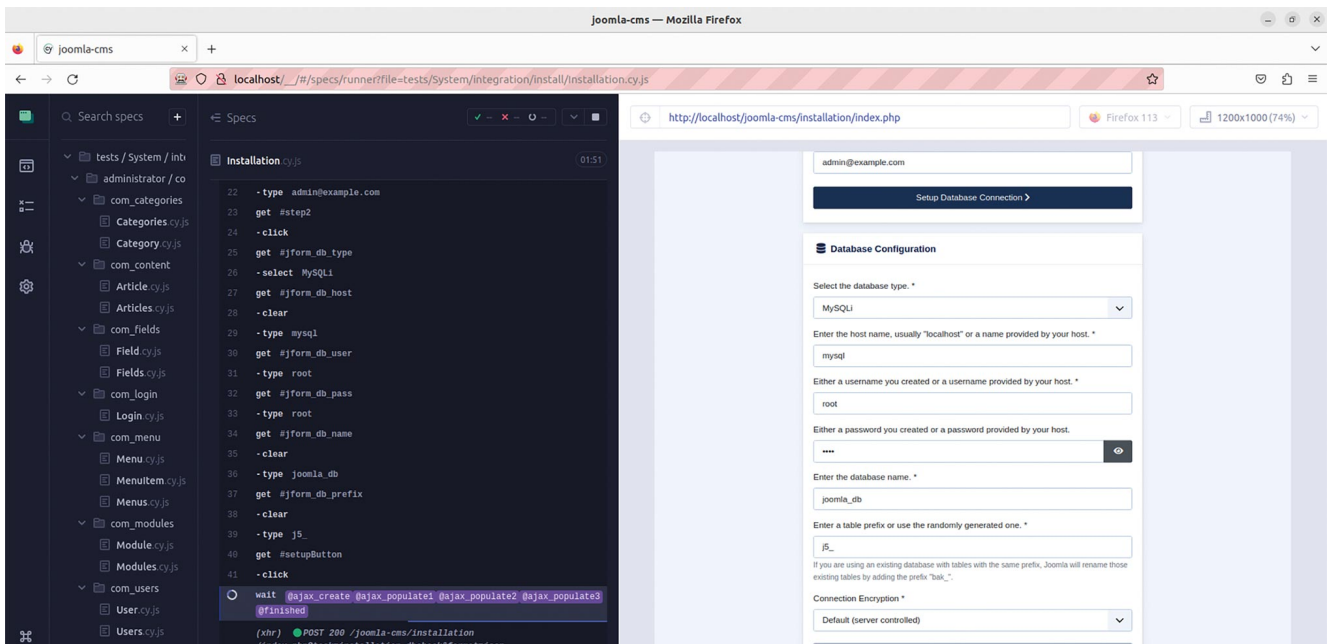 joomla-cms — Mozilla Firefox
joomla-cms
localhost/__/#/specs/runner?file=tests/System/integration/install/Installation.cy.js
Search specs
tests / System / inte
administrator / co
com_categories
Categories.cy.js
Category.cy.js
com_content
Article.cy.js
Articles.cy.js
com_fields
Field.cy.js
Fields.cy.js
com_login
Login.cy.js
com_menu
Menu.cy.js
MenuItem.cy.js
Menus.cy.js
com_modules
Module.cy.js
Modules.cy.js
com_users
User.cy.js
Users.cy.js
Specs
-- -- --
Installation.cy.js 01:51
22 -type admin@example.com
23 get #step2
24 -click
25 get #jform_db_type
26 -select MySQLi
27 get #jform_db_host
28 -clear
29 -type mysql
30 get #jform_db_user
31 -type root
32 get #jform_db_pass
33 -type root
34 get #jform_db_name
35 -clear
36 -type joomla_db
37 get #jform_db_prefix
38 -clear
39 -type j5_
40 get #setupButton
41 -click
wait @ajax_create @ajax_populate1 @ajax_populate2 @ajax_populate3
@finished
(xhr) POST 200 /joomla-cms/installation
http://localhost/joomla-cms/installation/index.php
Firefox 113
1200x1000 (74%)
admin@example.com
Setup Database Connection
Database Configuration
Select the database type. *
MySQLi
Enter the host name, usually "localhost" or a name provided by your host. *
mysql
Either a username you created or a username provided by your host. *
root
Either a password you created or a password provided by your host.
••••
Enter the database name. *
joomla_db
Enter a table prefix or use the randomly generated one. *
j5_
If you are using an existing database with tables with the same prefix, Joomla will rename those
existing tables by adding the prefix "bak_".
Connection Encryption *
Default (server controlled)